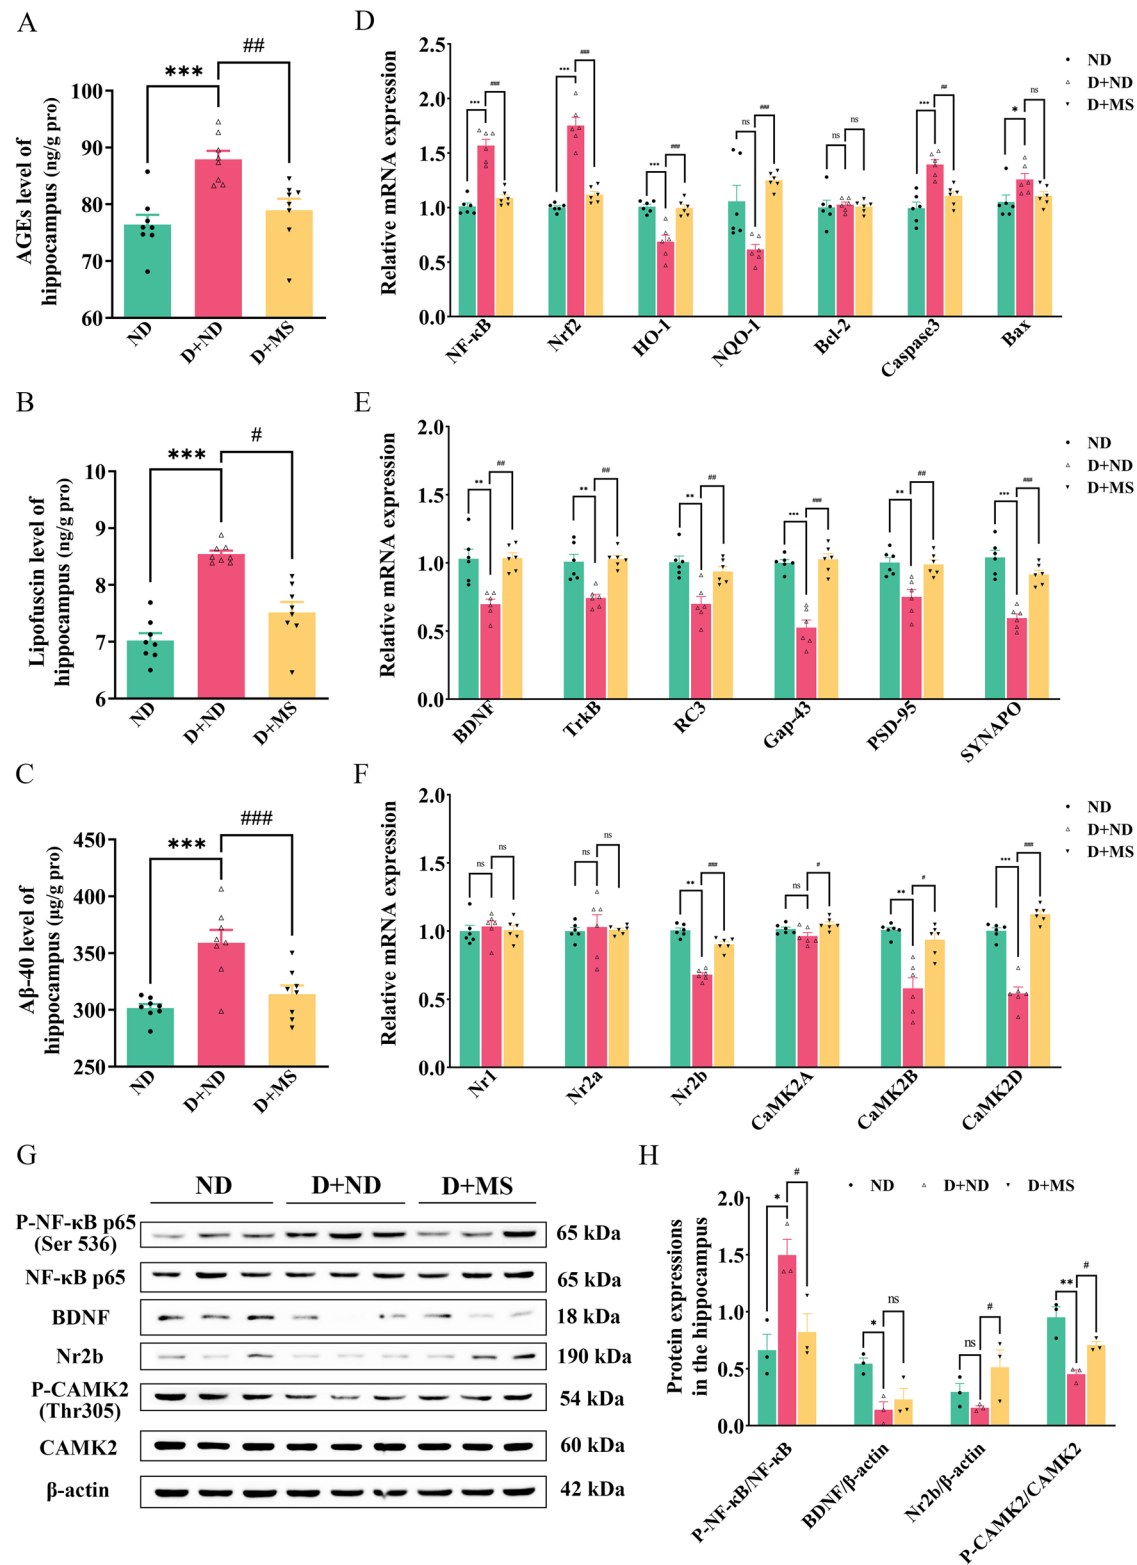 A
AGEs level of
hippocampus (ng/g pro)
100
90
80
70
60
***
##
ND
D+ND
D+MS
D
Relative mRNA expression
2.5
2.0
1.5
1.0
0.5
0.0
***
###
***
###
***
###
ns
###
ns
ns
***
##
*
ns
NF-κB
Nrf2
HO-1
NQO-1
Bcl-2
Caspase3
Bax
ND
D+ND
D+MS
B
Lipofuscin level of
hippocampus (ng/g pro)
10
9
8
7
6
***
#
ND
D+ND
D+MS
E
Relative mRNA expression
2.0
1.5
1.0
0.5
0.0
**
##
**
##
**
##
***
###
**
##
***
###
BDNF
TrkB
RC3
Gap-43
PSD-95
SYNAPO
ND
D+ND
D+MS
C
Aβ-40 level of
hippocampus (μg/g pro)
450
400
350
300
250
***
###
ND
D+ND
D+MS
F
Relative mRNA expression
2.0
1.5
1.0
0.5
0.0
ns
ns
ns
ns
**
###
ns
#
**
#
***
###
Nr1
Nr2a
Nr2b
CaMK2A
CaMK2B
CaMK2D
ND
D+ND
D+MS
G
ND D+ND D+MS
P-NF-κB p65
(Ser 536)
65 kDa
NF-κB p65 65 kDa
BDNF 18 kDa
Nr2b 190 kDa
P-CAMK2
(Thr305)
54 kDa
CAMK2 60 kDa
β-actin 42 kDa
H
ND D+ND D+MS
Protein expressions
in the hippocampus
2.0
1.5
1.0
0.5
0.0
*
#
*
ns
ns
#
**
#
P-NF-κB/NF-κB
BDNF/β-actin
Nr2b/β-actin
P-CAMK2/CAMK2